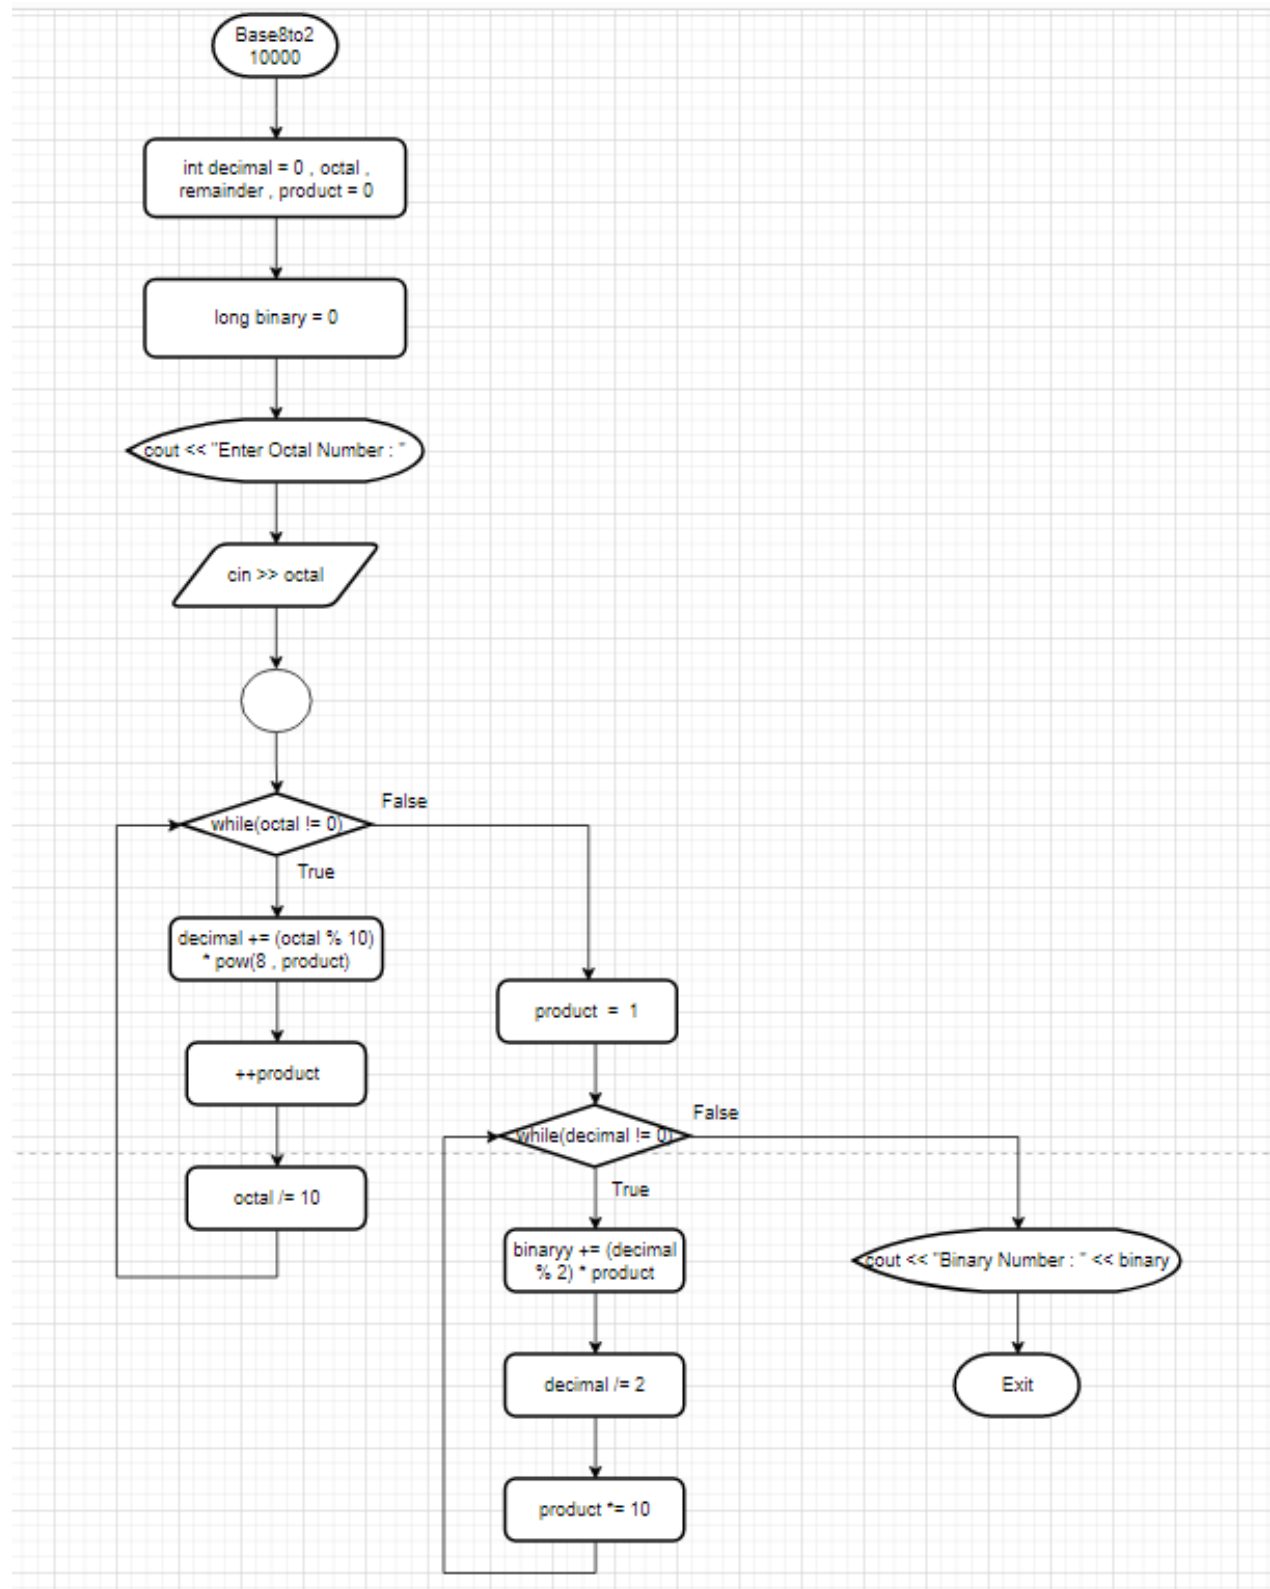 Base8to2
10000
int decimal = 0 , octal ,
remainder , product = 0
long binary = 0
cout << "Enter Octal Number : "
cin >> octal
while(octal != 0)
False
True
decimal += (octal % 10)
* pow(8 , product)
++product
octal /= 10
product = 1
while(decimal != 0)
False
True
binaryy += (decimal
% 2) * product
decimal /= 2
product *= 10
cout << "Binary Number : " << binary
Exit